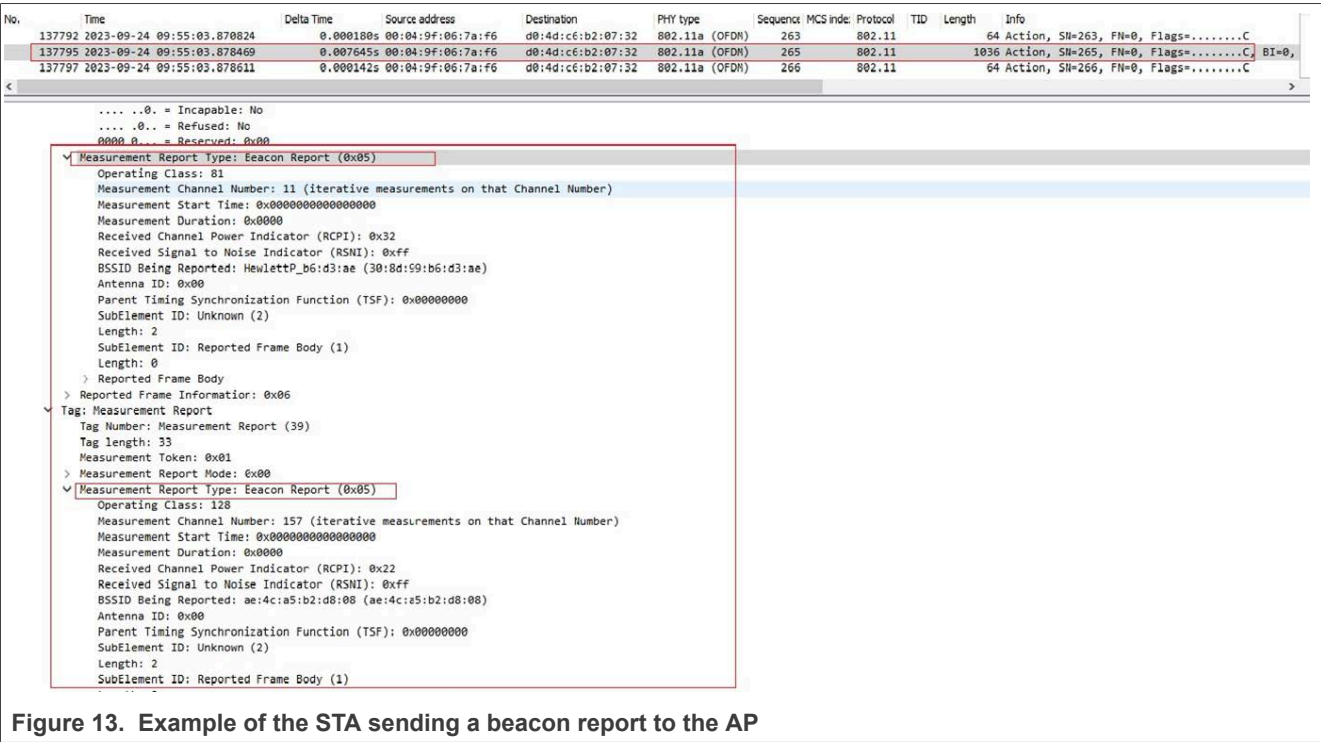 No. Time Delta Time Source address Destination PHY type Sequence MCS inde: Protocol TID Length Info
137792 2023-09-24 09:55:03.870824 0.000180s 00:04:9f:06:7a:f6 d0:4d:c6:b2:07:32 802.11a (OFDM) 263 802.11 64 Action, SN=263, FN=0, Flags=........C
137795 2023-09-24 09:55:03.878469 0.007645s 00:04:9f:06:7a:f6 d0:4d:c6:b2:07:32 802.11a (OFDM) 265 802.11 1036 Action, SN=265, FN=0, Flags=........C, BI=0,
137797 2023-09-24 09:55:03.878611 0.000142s 00:04:9f:06:7a:f6 d0:4d:c6:b2:07:32 802.11a (OFDM) 266 802.11 64 Action, SN=266, FN=0, Flags=........C
.... ..0. = Incapable: No
.... .0.. = Refused: No
0000 0... = Reserved: 0x00
Measurement Report Type: Beacon Report (0x05)
Operating Class: 81
Measurement Channel Number: 11 (iterative measurements on that Channel Number)
Measurement Start Time: 0x0000000000000000
Measurement Duration: 0x0000
Received Channel Power Indicator (RCPI): 0x32
Received Signal to Noise Indicator (RSNI): 0xff
BSSID Being Reported: HewlettP_b6:d3:ae (30:8d:99:b6:d3:ae)
Antenna ID: 0x00
Parent Timing Synchronization Function (TSF): 0x00000000
SubElement ID: Unknown (2)
Length: 2
SubElement ID: Reported Frame Body (1)
Length: 0
Reported Frame Body
Reported Frame Information: 0x06
Tag: Measurement Report
Tag Number: Measurement Report (39)
Tag length: 33
Measurement Token: 0x01
Measurement Report Mode: 0x00
Measurement Report Type: Beacon Report (0x05)
Operating Class: 128
Measurement Channel Number: 157 (iterative measurements on that Channel Number)
Measurement Start Time: 0x0000000000000000
Measurement Duration: 0x0000
Received Channel Power Indicator (RCPI): 0x22
Received Signal to Noise Indicator (RSNI): 0xff
BSSID Being Reported: ae:4c:a5:b2:d8:08 (ae:4c:a5:b2:d8:08)
Antenna ID: 0x00
Parent Timing Synchronization Function (TSF): 0x00000000
SubElement ID: Unknown (2)
Length: 2
SubElement ID: Reported Frame Body (1)
Figure 13. Example of the STA sending a beacon report to the AP